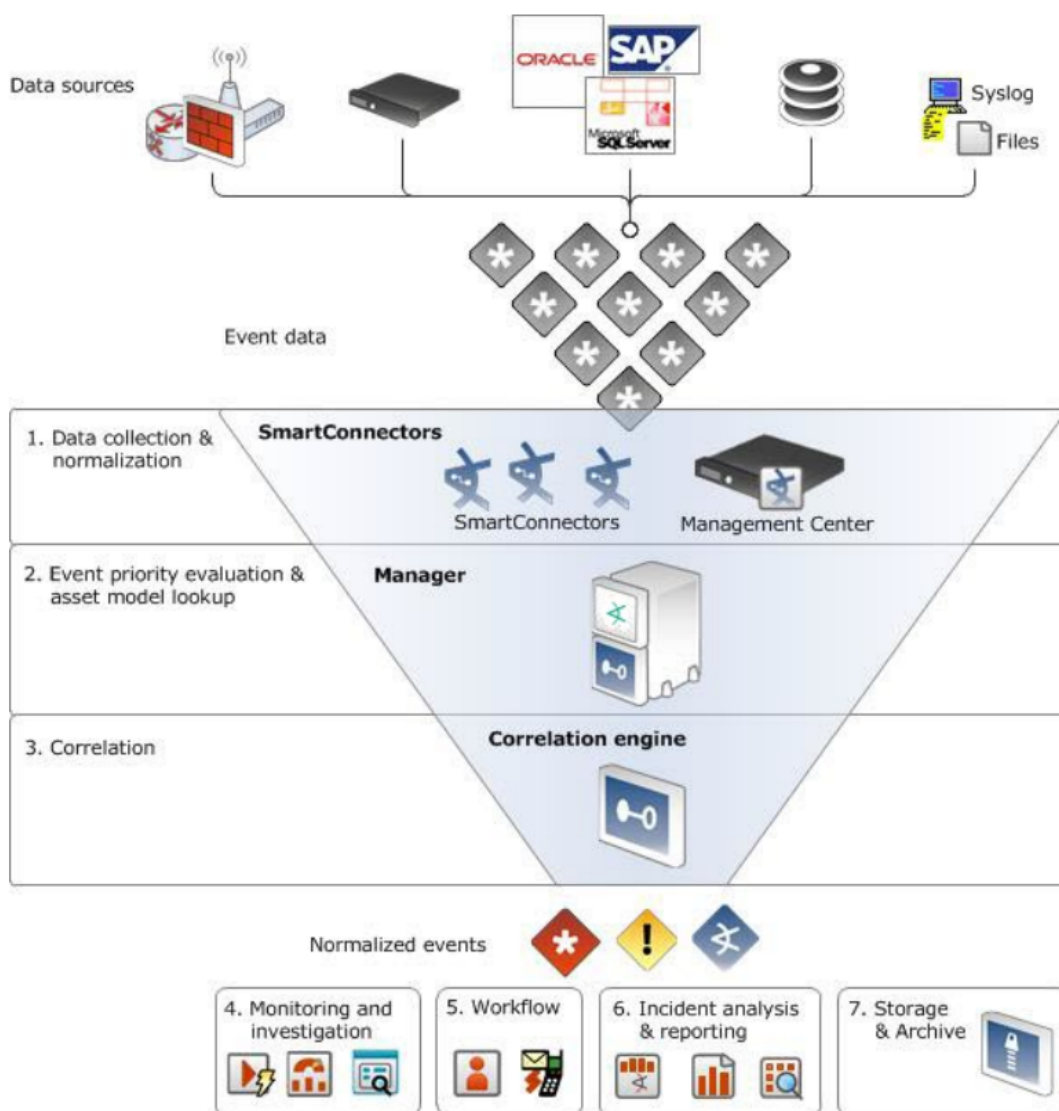 Data sources
ORACLE
SAP
Microsoft
SQLServer
Syslog
Files
Event data
1. Data collection &
normalization
SmartConnectors
SmartConnectors
Management Center
2. Event priority evaluation &
asset model lookup
Manager
3. Correlation
Correlation engine
Normalized events
4. Monitoring and
investigation
5. Workflow
6. Incident analysis
& reporting
7. Storage
& Archive